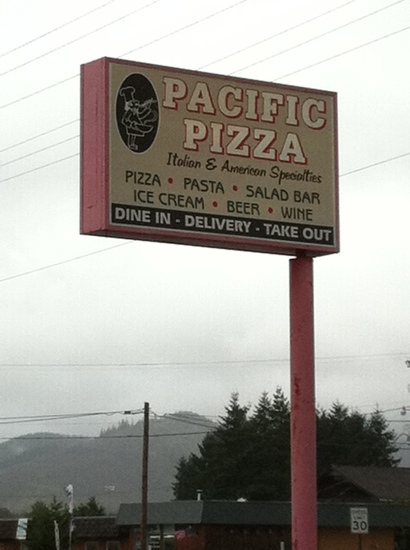 PACIFIC
PIZZA
Italian & American Specialties
PIZZA • PASTA • SALAD BAR
ICE CREAM • BEER • WINE
DINE IN - DELIVERY - TAKE OUT
SPEED
30